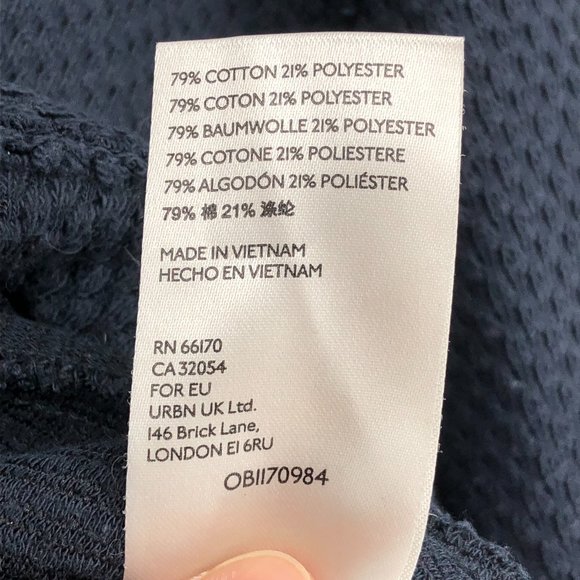 79% COTTON 21% POLYESTER
79% COTON 21% POLYESTER
79% BAUMWOLLE 21% POLYESTER
79% COTONE 21% POLIESTERE
79% ALGODÓN 21% POLIÉSTER
79% 棉 21% 涤纶
MADE IN VIETNAM
HECHO EN VIETNAM
RN 66170
CA 32054
FOR EU
URBN UK Ltd.
146 Brick Lane,
LONDON E1 6RU
OB1170984